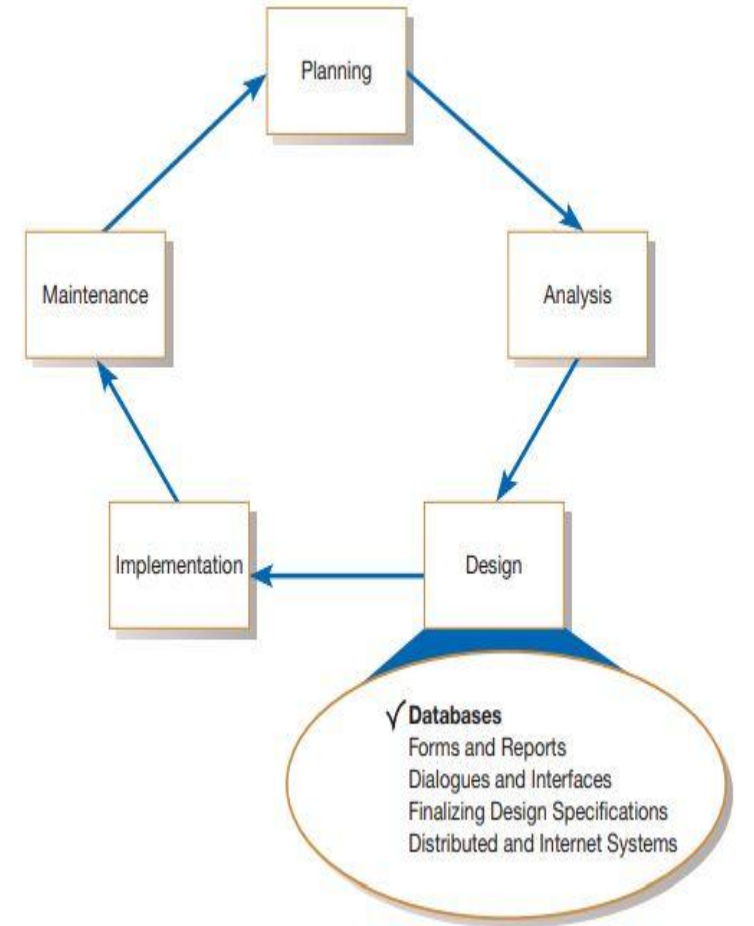 Planning
Maintenance
Analysis
Implementation
Design
√ Databases
Forms and Reports
Dialogues and Interfaces
Finalizing Design Specifications
Distributed and Internet Systems